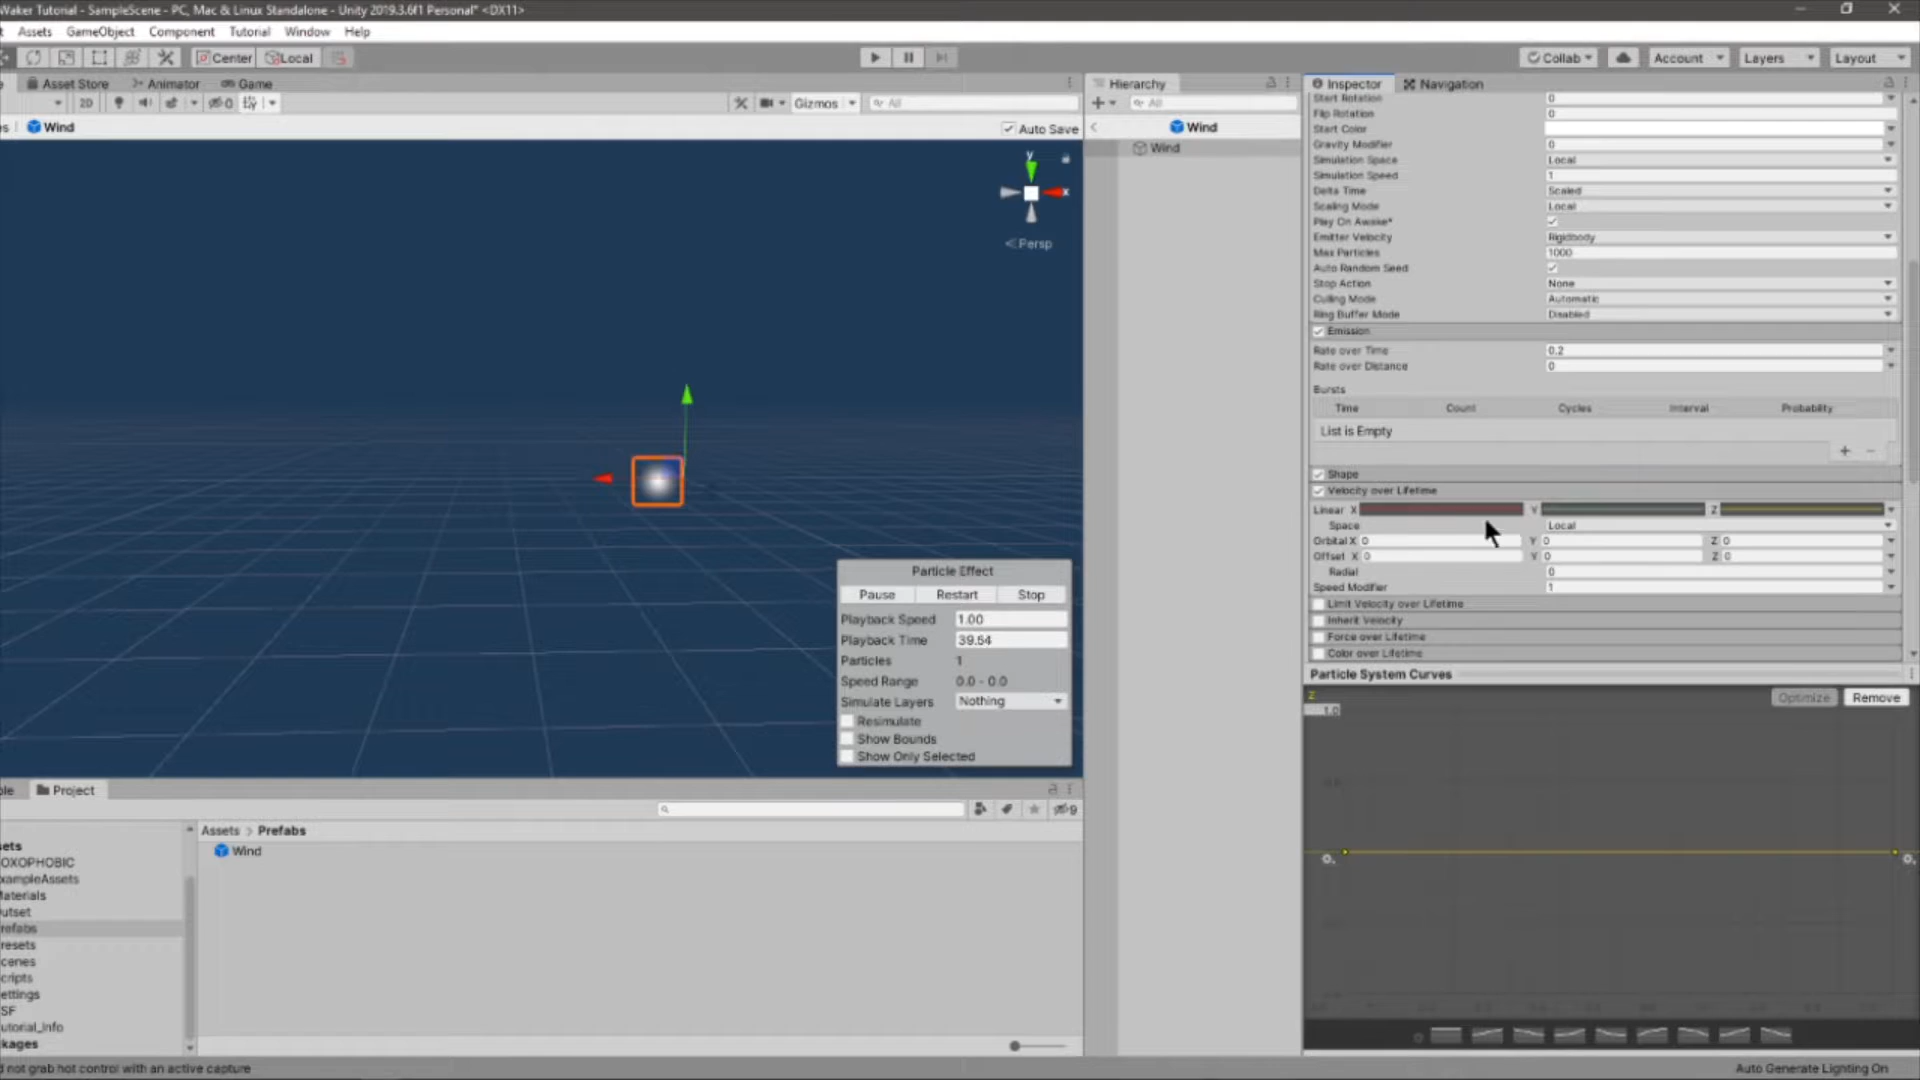 Waker Tutorial - SampleScene - PC, Mac & Linux Standalone - Unity 2019.3.6f1 Personal* <DX11>
Assets GameObject Component Tutorial Window Help
Center Local Collab Account Layers Layout
Asset Store Animator Game
2D Gizmos All
Wind Auto Save
y
x
Persp
Particle Effect
Pause Restart Stop
Playback Speed 1.00
Playback Time 39.64
Particles 1
Speed Range 0.0 - 0.0
Simulate Layers Nothing
Resimulate
Show Bounds
Show Only Selected
Hierarchy
All
Wind
Wind
Inspector Navigation
Start Rotation 0
Flip Rotation 0
Start Color
Gravity Modifier 0
Simulation Space Local
Simulation Speed 1
Delta Time Scaled
Scaling Mode Local
Play On Awake*
Emitter Velocity Rigidbody
Max Particles 1000
Auto Random Seed
Stop Action None
Culling Mode Automatic
Ring Buffer Mode Disabled
Emission
Rate over Time 0.2
Rate over Distance 0
Bursts
Time Count Cycles Interval Probability
List is Empty
+ -
Shape
Velocity over Lifetime
Linear X Y Z
Space Local
Orbital X 0 Y 0 Z 0
Offset X 0 Y 0 Z 0
Radial 0
Speed Modifier 1
Limit Velocity over Lifetime
Inherit Velocity
Force over Lifetime
Color over Lifetime
Particle System Curves
Z Optimize Remove
1.0
Project
9
Assets > Prefabs
Wind
sets
OXOPHOBIC
xampleAssets
aterials
utset
refabs
resets
cenes
cripts
ettings
SF
utorial_Info
kages
d not grab hot control with an active capture
Auto Generate Lighting On